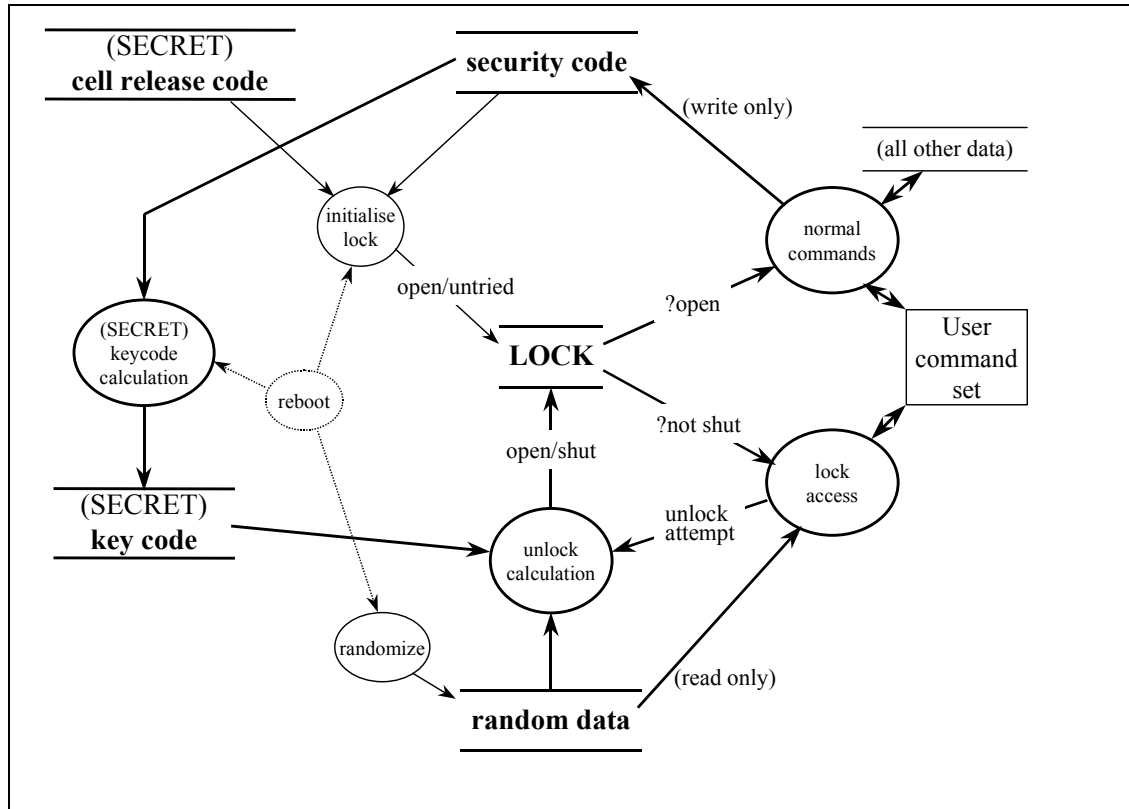 (SECRET)
cell release code
security code
(write only)
(all other data)
initialise
lock
normal
commands
open/untried
?open
(SECRET)
keycode
calculation
LOCK
User
command
set
reboot
?not shut
open/shut
lock
access
(SECRET)
key code
unlock
attempt
unlock
calculation
randomize
(read only)
random data